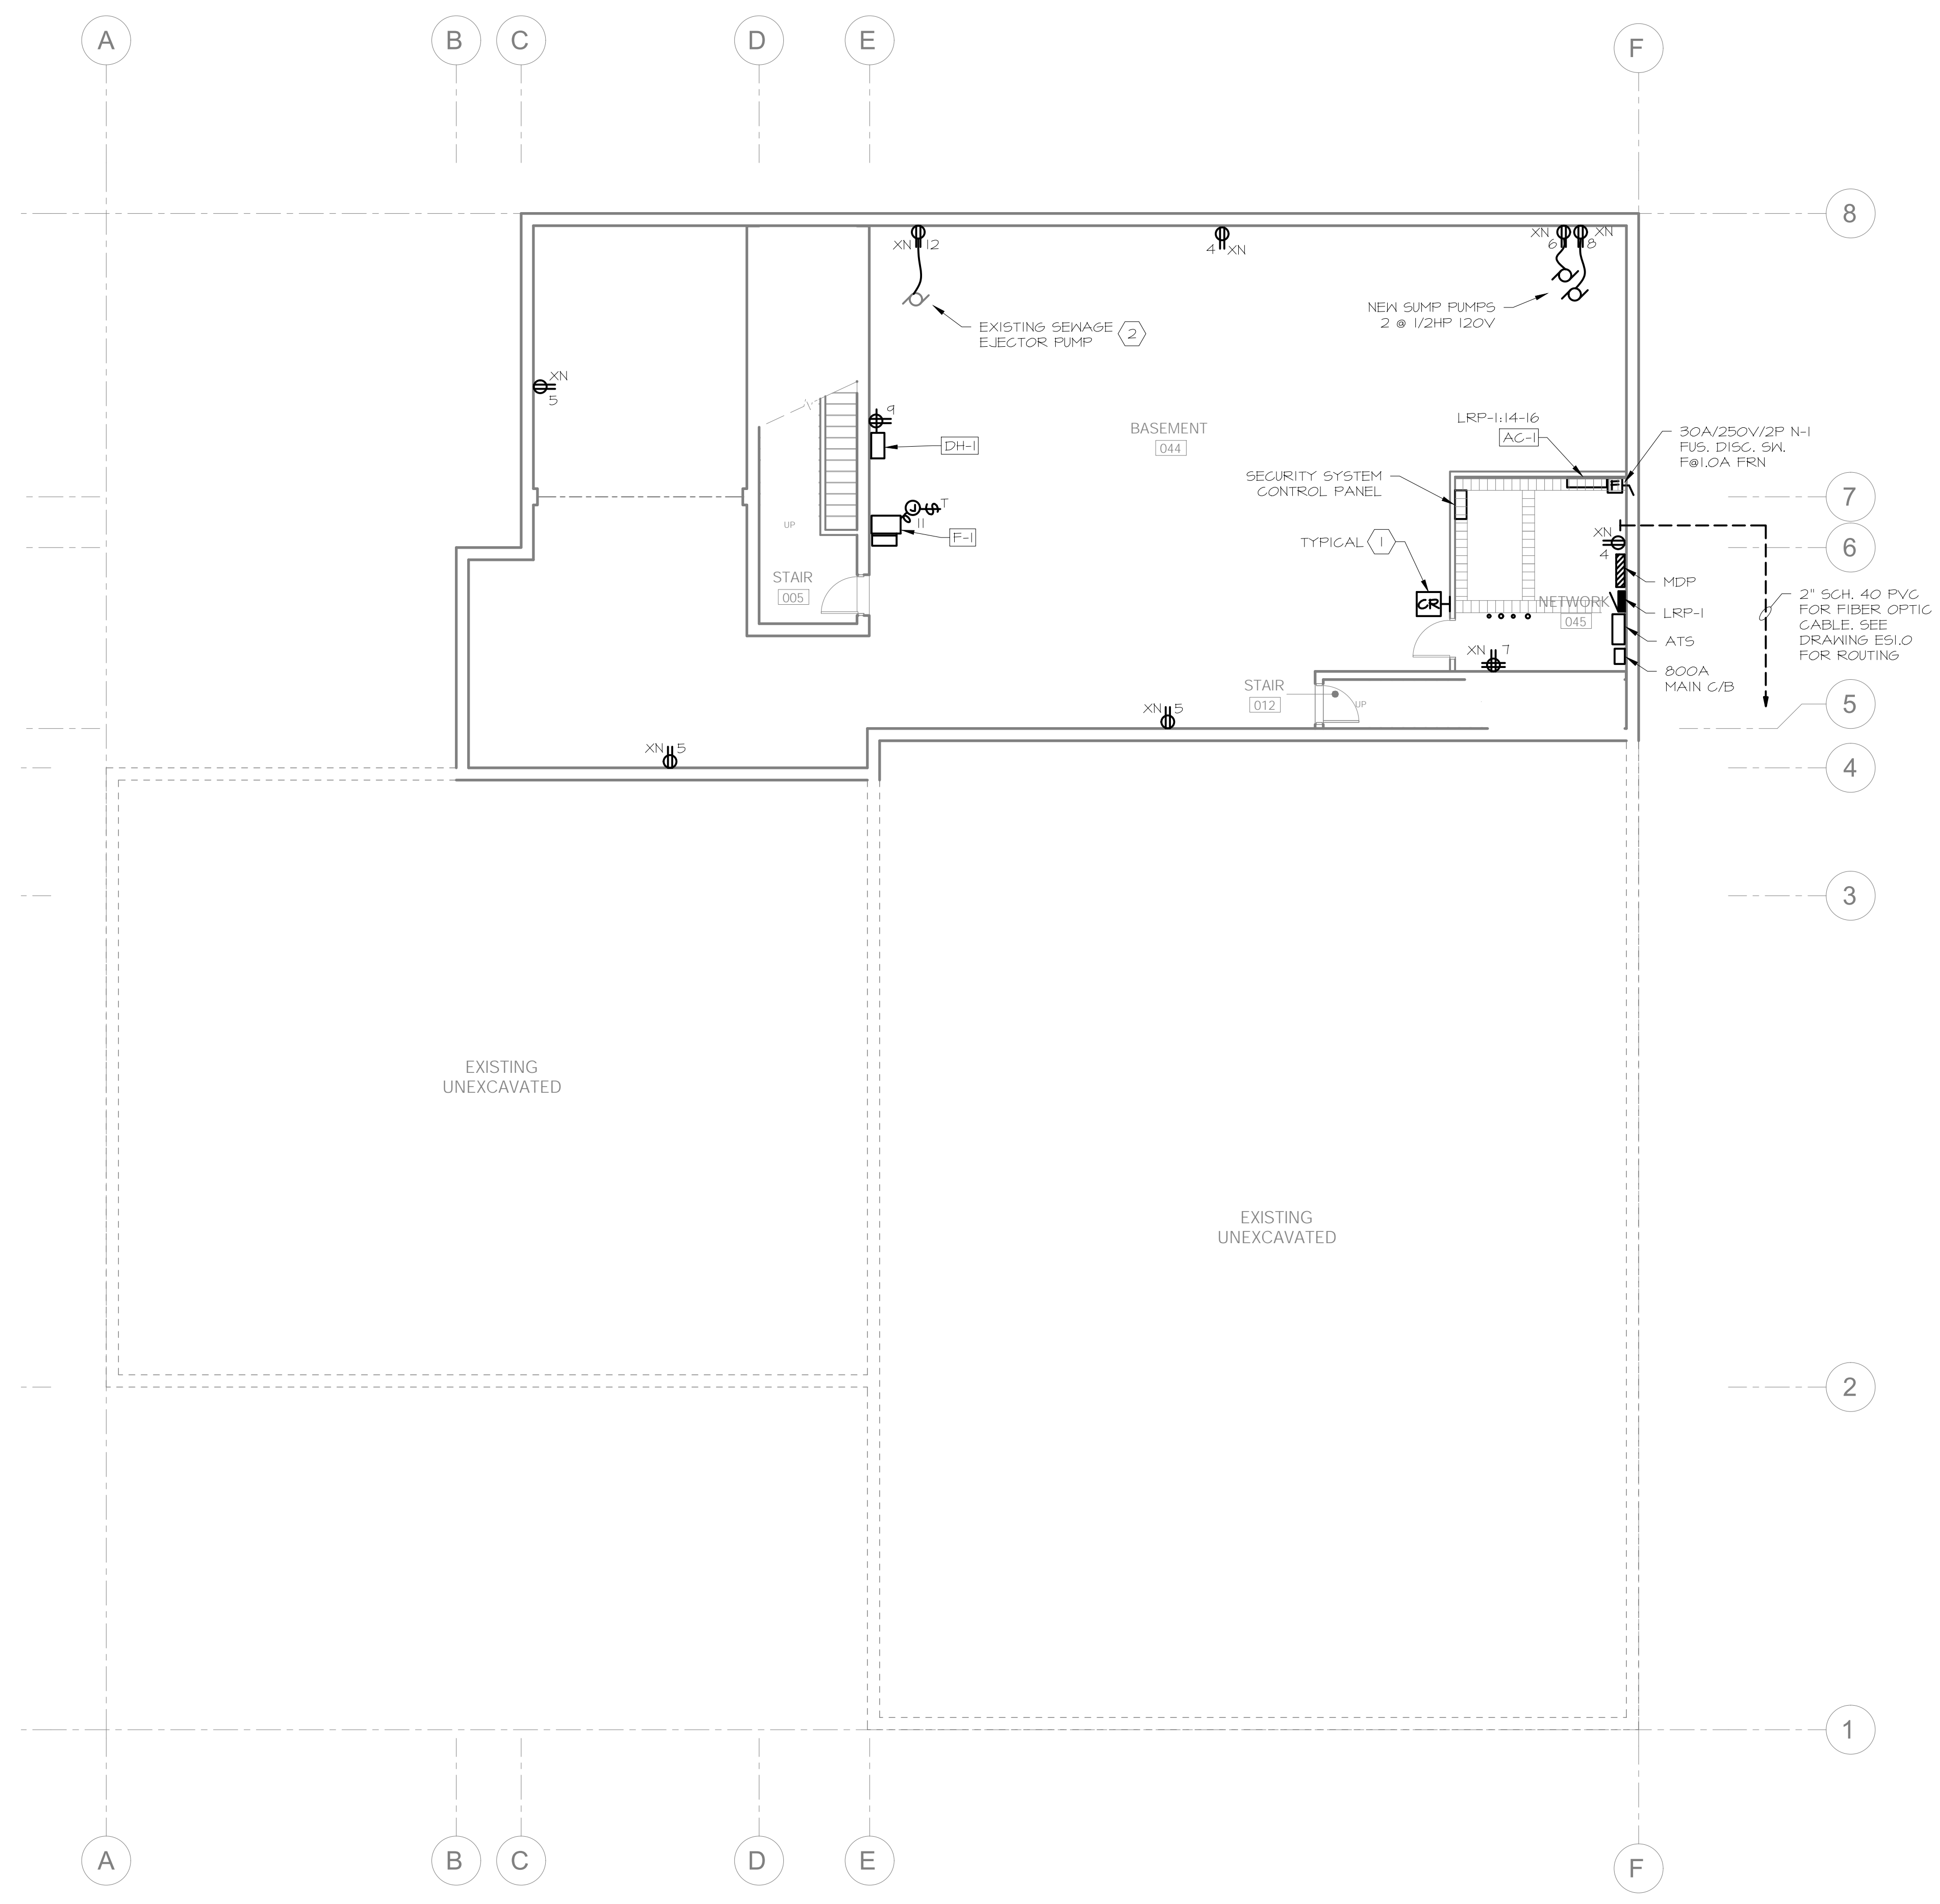 A
B
C
D
E
F
8
XN 12
4 XN
XN 6
XN 8
EXISTING SEWAGE
EJECTOR PUMP
2
NEW SUMP PUMPS
2 @ 1/2HP 120V
XN
5
9
DH-1
BASEMENT
044
LRP-1:14-16
AC-1
30A/250V/2P N-1
FUS. DISC. SW.
F@1.0A FRN
F
SECURITY SYSTEM
CONTROL PANEL
7
J
S T
11
F-1
UP
XN
4
TYPICAL 1
6
STAIR
005
CR
MDP
NETWORK
045
LRP-1
ATS
800A
MAIN C/B
2" SCH. 40 PVC
FOR FIBER OPTIC
CABLE. SEE
DRAWING ES1.0
FOR ROUTING
XN 7
STAIR
012
UP
XN 5
5
XN 5
4
3
EXISTING
UNEXCAVATED
EXISTING
UNEXCAVATED
2
1
A
B
C
D
E
F